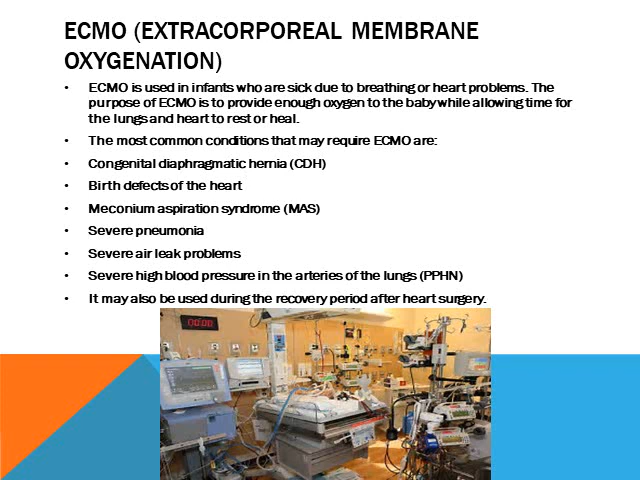 ECMO (EXTRACORPOREAL MEMBRANE
OXYGENATION)
• ECMO is used in infants who are sick due to breathing or heart problems. The
purpose of ECMO is to provide enough oxygen to the baby while allowing time for
the lungs and heart to rest or heal.
• The most common conditions that may require ECMO are:
• Congenital diaphragmatic hernia (CDH)
• Birth defects of the heart
• Meconium aspiration syndrome (MAS)
• Severe pneumonia
• Severe air leak problems
• Severe high blood pressure in the arteries of the lungs (PPHN)
• It may also be used during the recovery period after heart surgery.
00:00